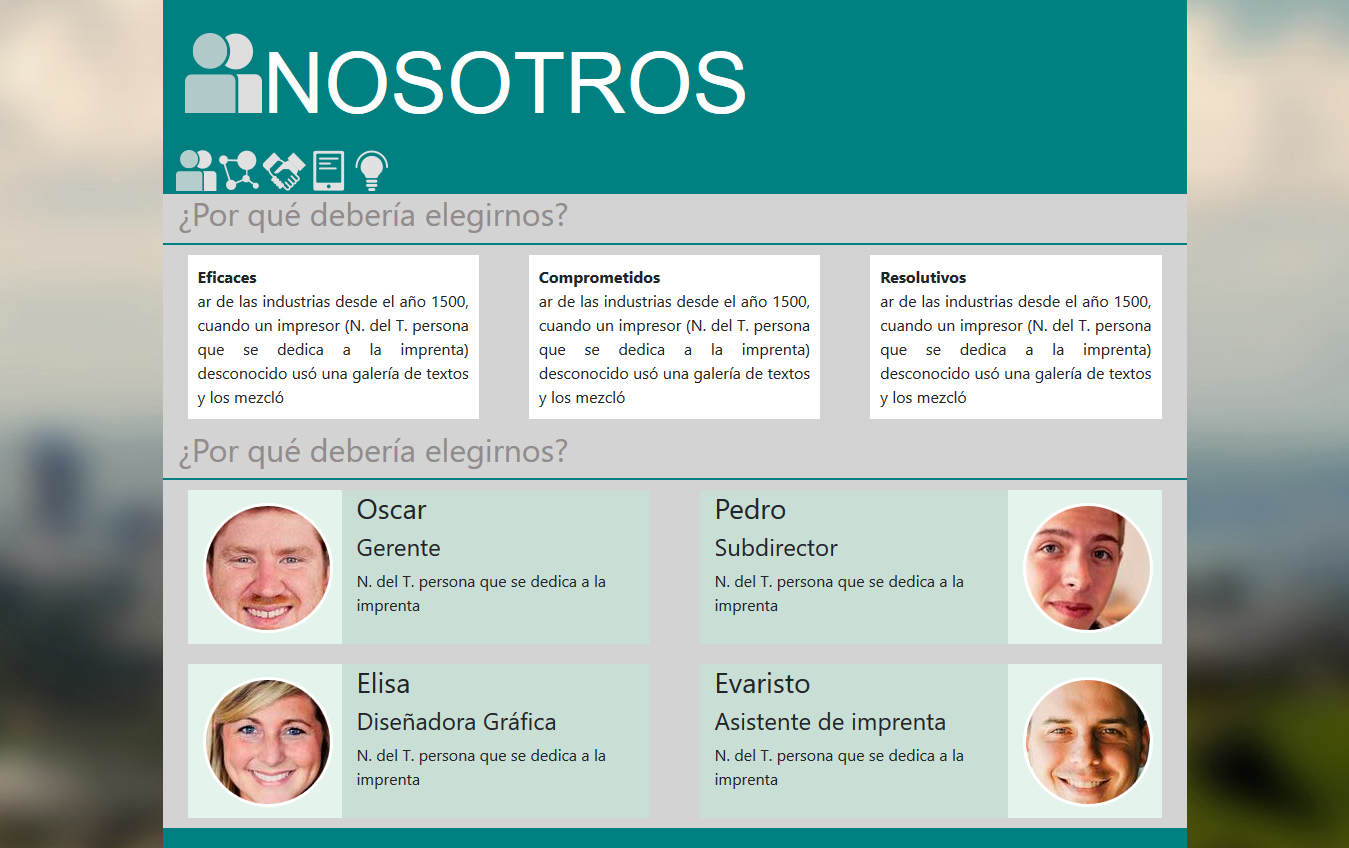 NOSOTROS
¿Por qué debería elegirnos?
Eficaces
ar de las industrias desde el año 1500,
cuando un impresor (N. del T. persona
que se dedica a la imprenta)
desconocido usó una galería de textos
y los mezcló
Comprometidos
ar de las industrias desde el año 1500,
cuando un impresor (N. del T. persona
que se dedica a la imprenta)
desconocido usó una galería de textos
y los mezcló
Resolutivos
ar de las industrias desde el año 1500,
cuando un impresor (N. del T. persona
que se dedica a la imprenta)
desconocido usó una galería de textos
y los mezcló
¿Por qué debería elegirnos?
Oscar
Gerente
N. del T. persona que se dedica a la
imprenta
Pedro
Subdirector
N. del T. persona que se dedica a la
imprenta
Elisa
Diseñadora Gráfica
N. del T. persona que se dedica a la
imprenta
Evaristo
Asistente de imprenta
N. del T. persona que se dedica a la
imprenta